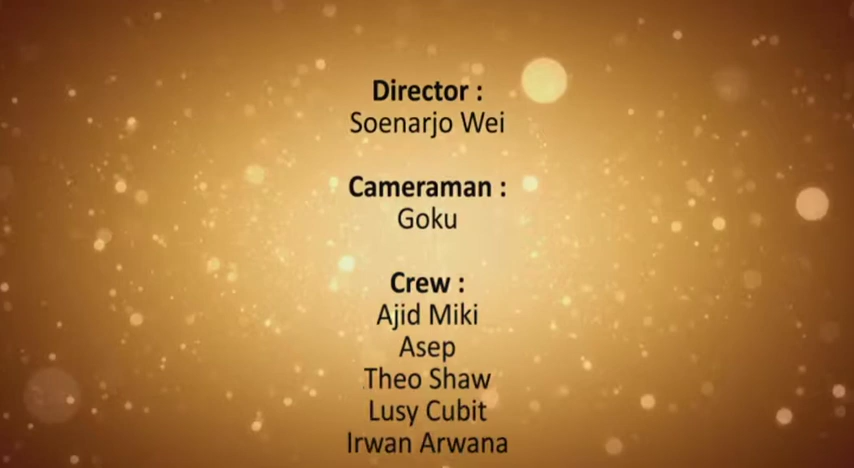 Director :
Soenarjo Wei
Cameraman :
Goku
Crew :
Ajid Miki
Asep
Theo Shaw
Lusy Cubit
Irwan Arwana